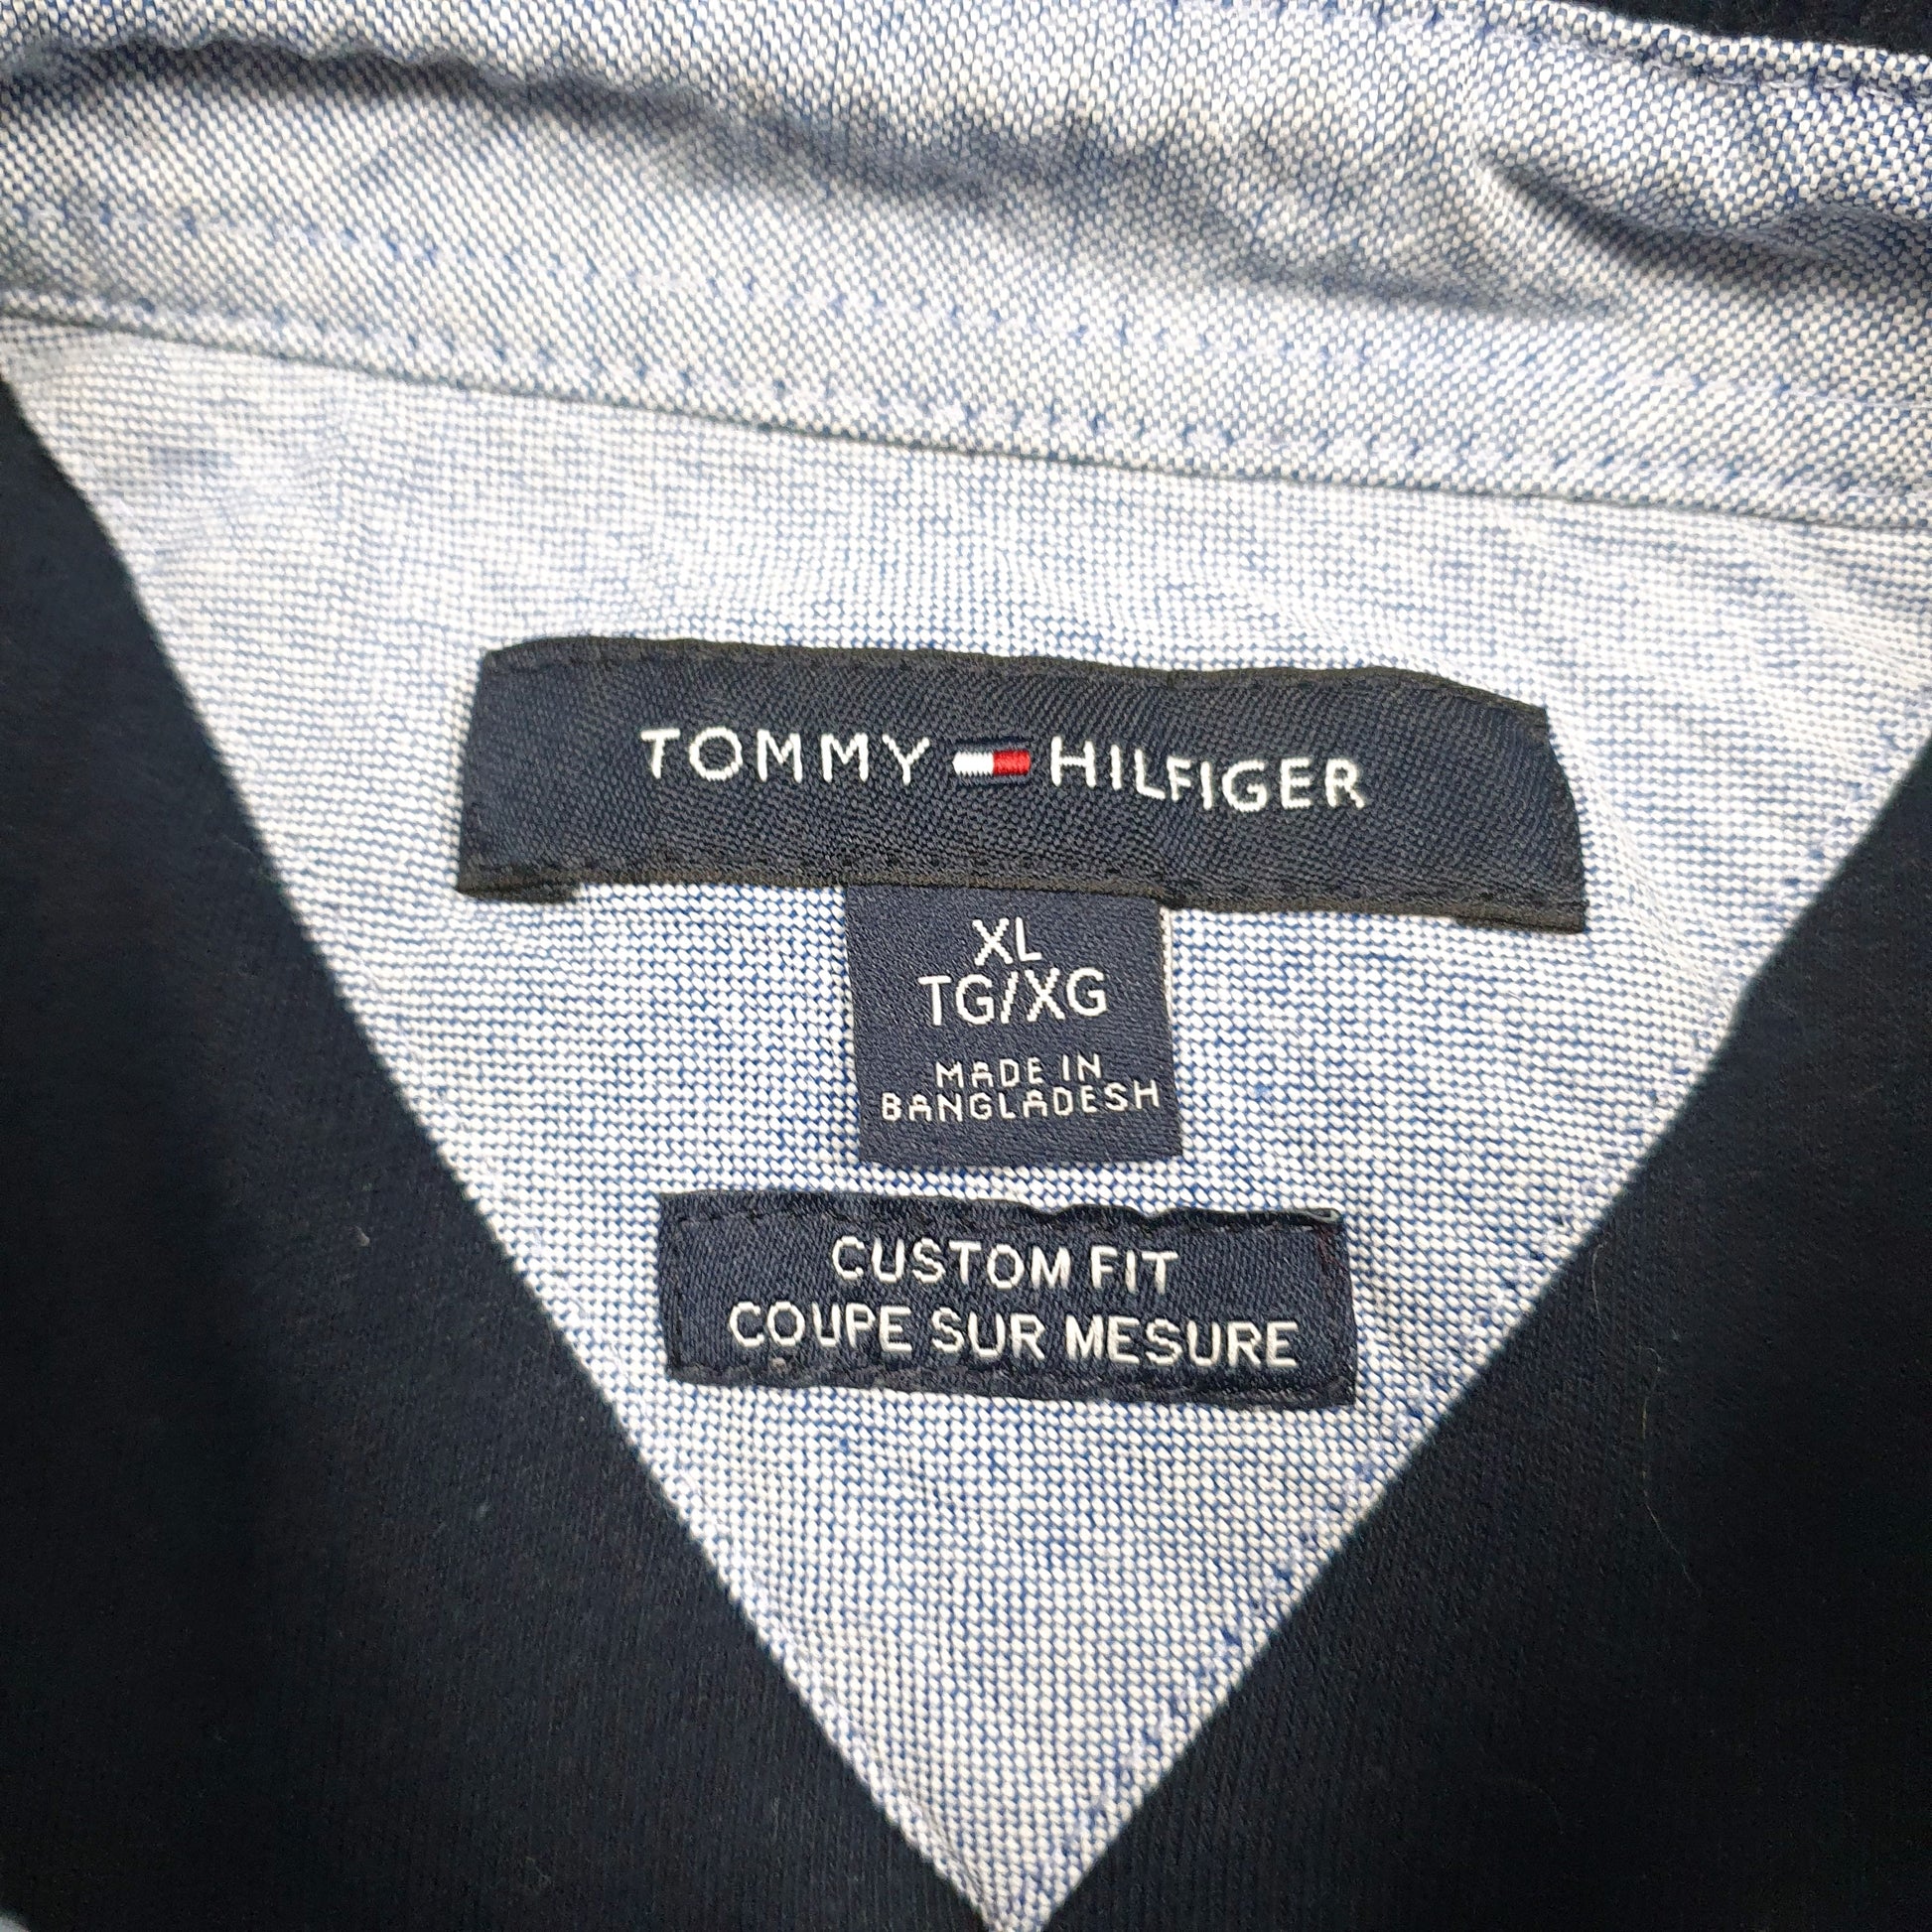 TOMMY HILFIGER
XL
TG/XG
MADE IN
BANGLADESH
CUSTOM FIT
COUPE SUR MESURE